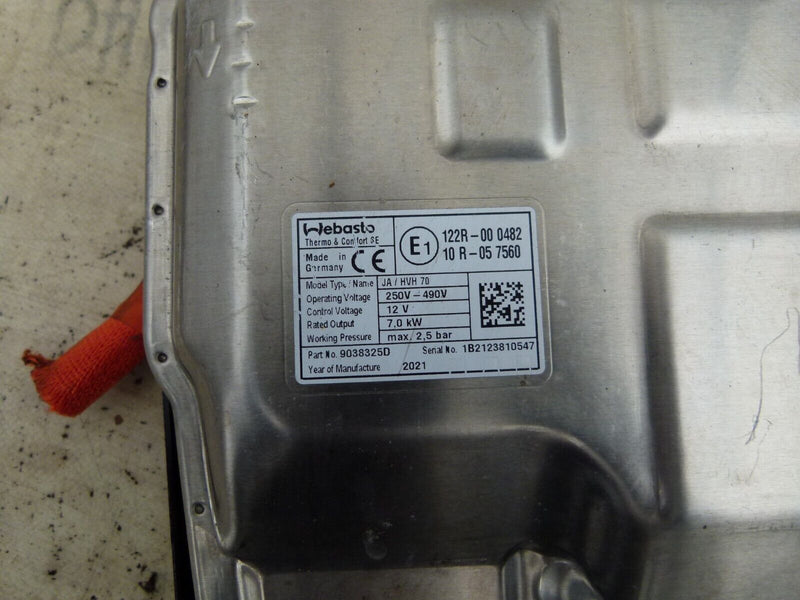 Webasto
Thermo & Comfort SE
Made in Germany CE
E1
122R-00 0482
10 R-05 7560
Model Type / Name JA / HVH 70
Operating Voltage 250V-490V
Control Voltage 12 V
Rated Output 7,0 kW
Working Pressure max. 2,5 bar
Part No. 9038325D Serial No. 1B2123810547
Year of Manufacture 2021